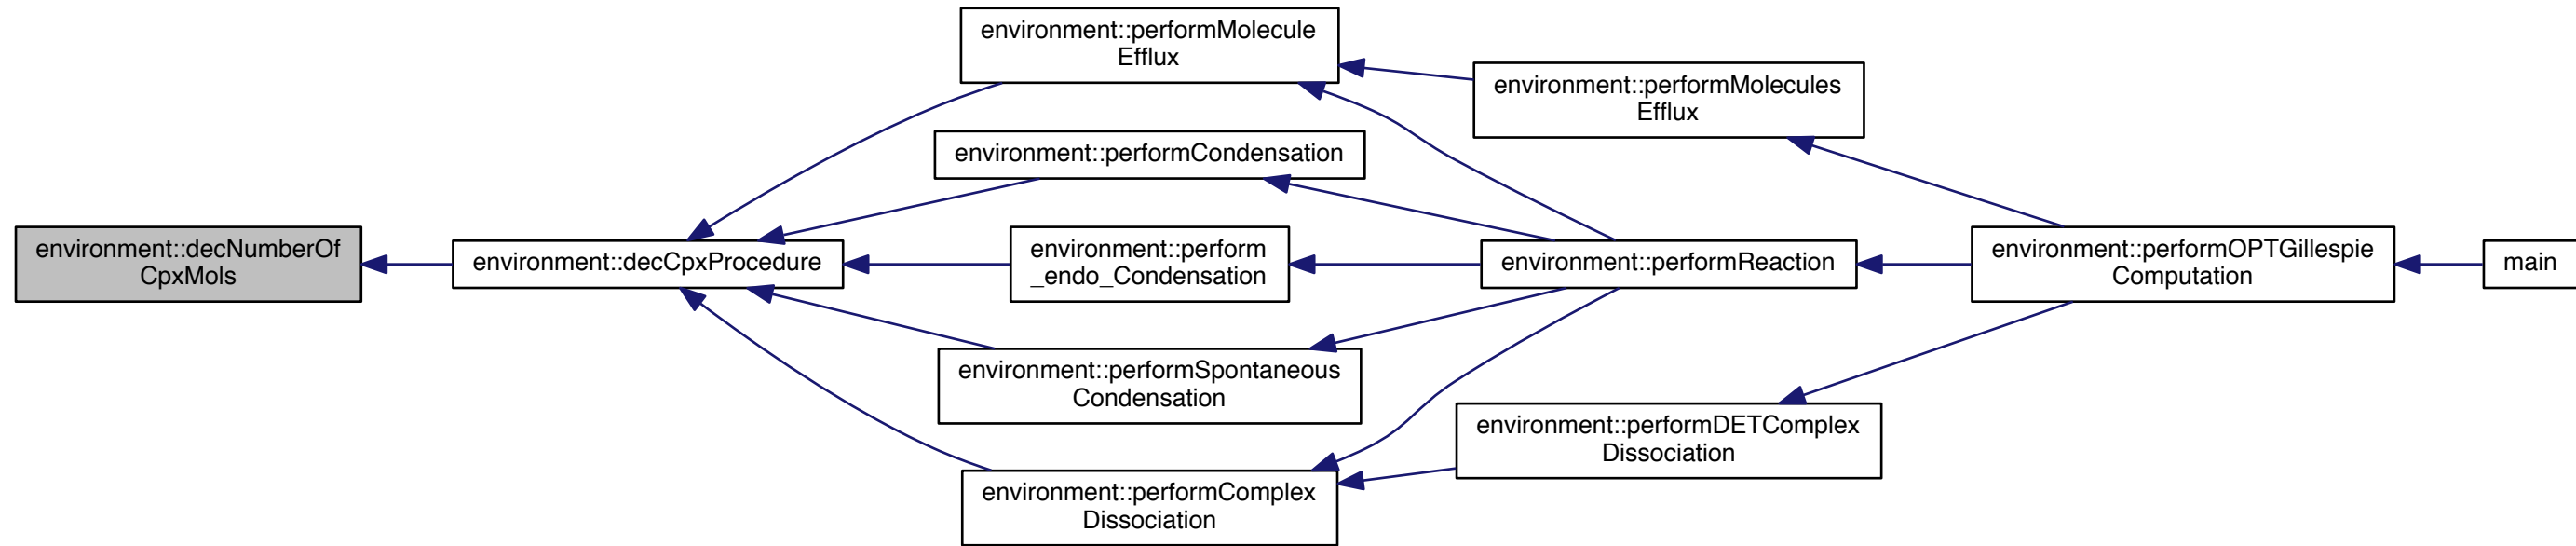 environment::decNumberOf
CpxMols
environment::decCpxProcedure
environment::performMolecule
Efflux
environment::performCondensation
environment::perform
_endo_Condensation
environment::performSpontaneous
Condensation
environment::performComplex
Dissociation
environment::performMolecules
Efflux
environment::performReaction
environment::performDETComplex
Dissociation
environment::performOPTGillespie
Computation
main